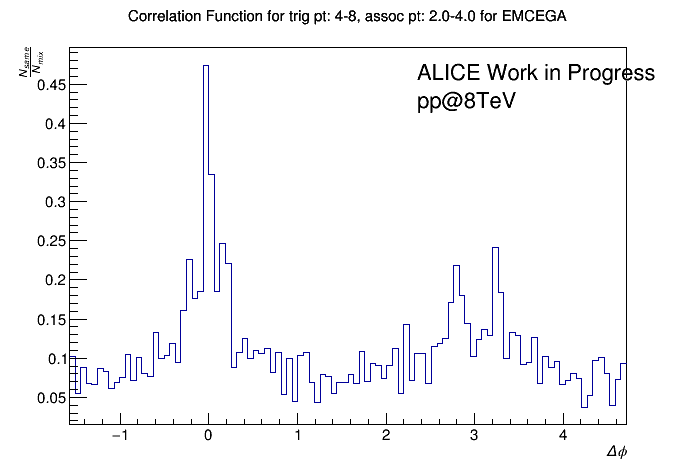 Correlation Function for trig pt: 4-8, assoc pt: 2.0-4.0 for EMCEGA
N_same
N_mix
ALICE Work in Progress
pp@8TeV
0.45
0.4
0.35
0.3
0.25
0.2
0.15
0.1
0.05
−1 0 1 2 3 4
Δϕ